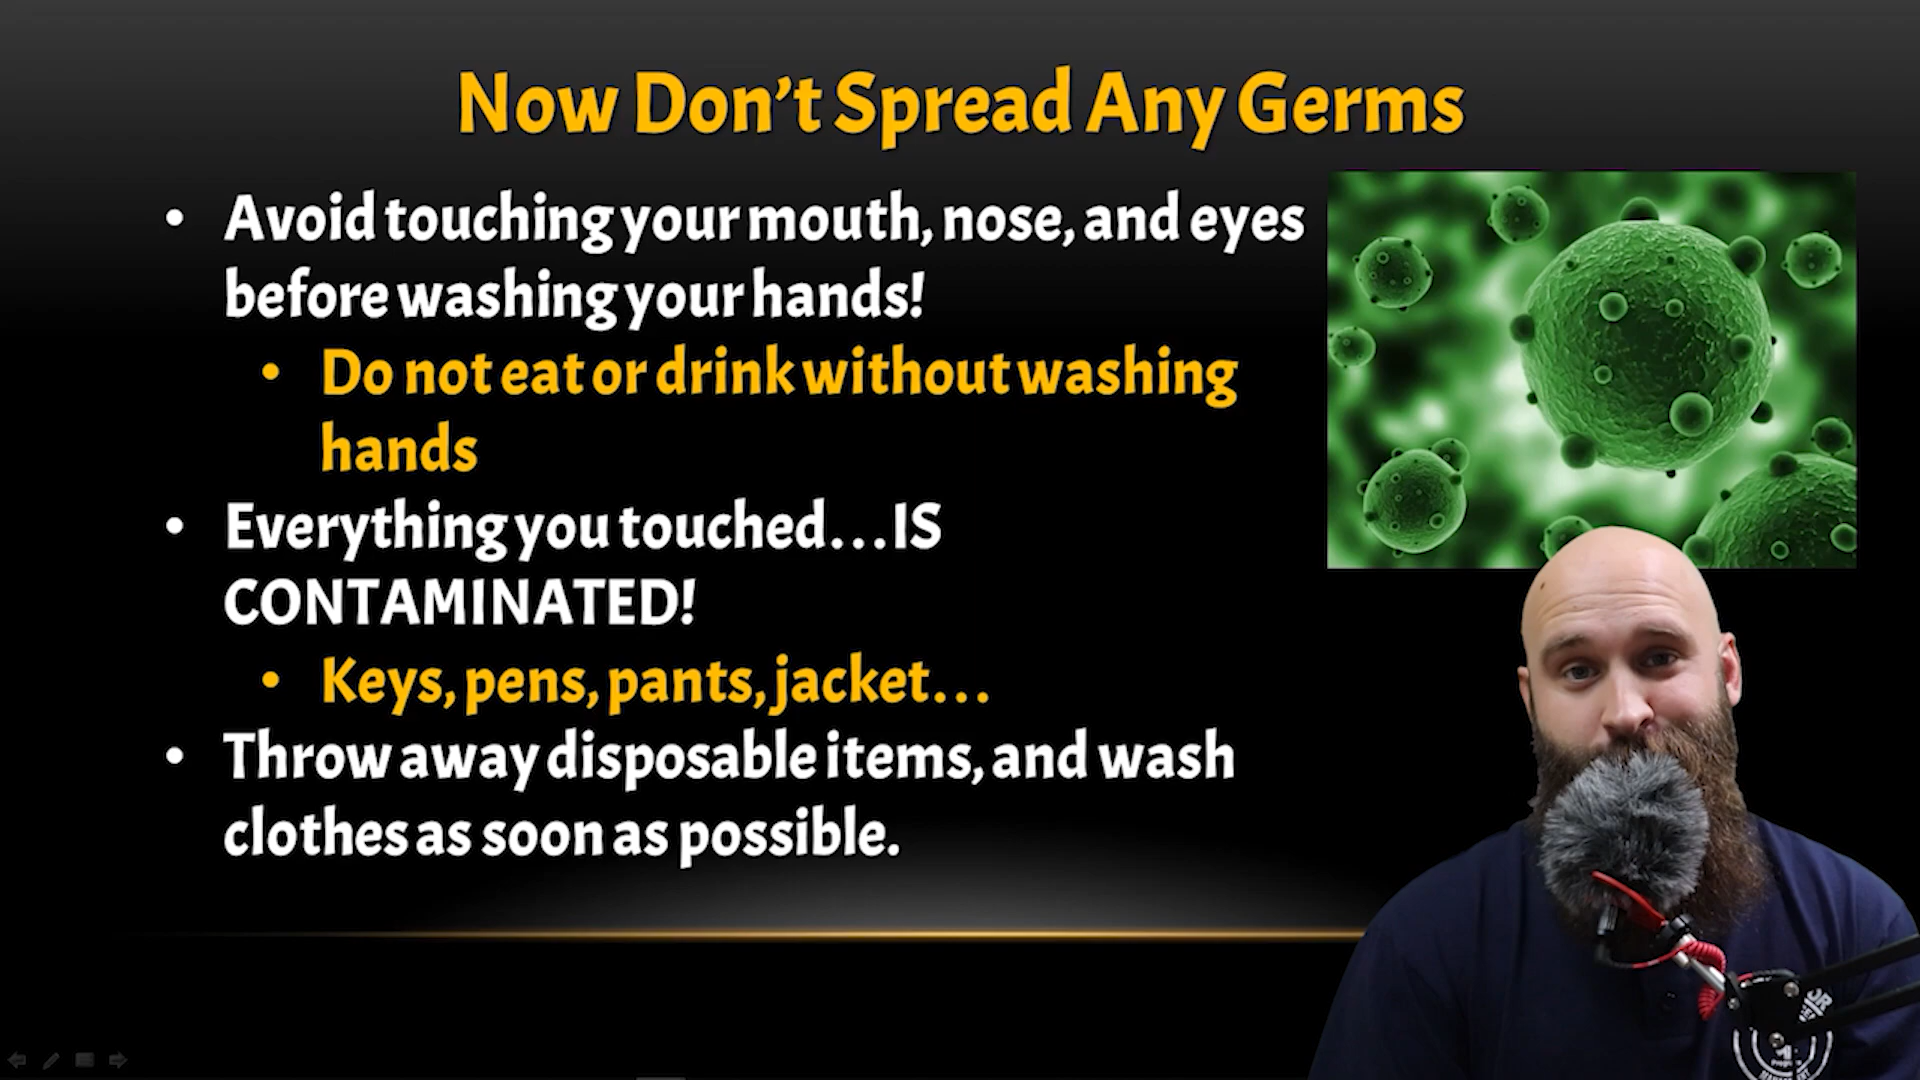 Now Don’t Spread Any Germs
• Avoid touching your mouth, nose, and eyes
before washing your hands!
• Do not eat or drink without washing
hands
• Everything you touched…IS
CONTAMINATED!
• Keys, pens, pants, jacket…
• Throw away disposable items, and wash
clothes as soon as possible.